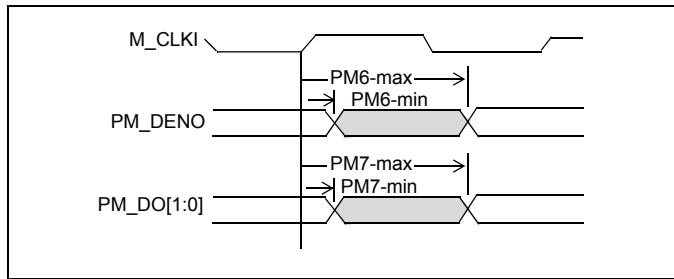 M_CLKI
PM6-max
PM6-min
PM_DENO
PM7-max
PM7-min
PM_DO[1:0]